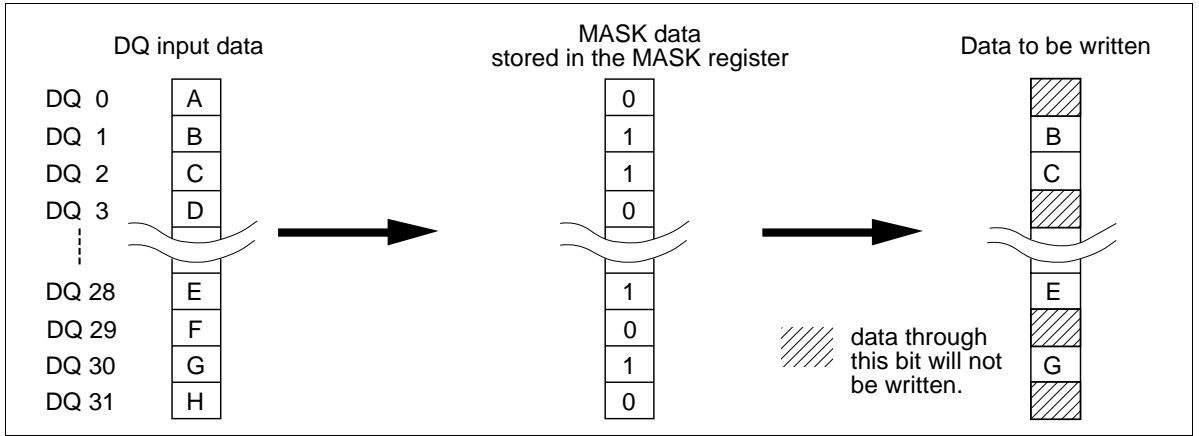 DQ input data
MASK data
stored in the MASK register
Data to be written
DQ 0 A 0
DQ 1 B 1 B
DQ 2 C 1 C
DQ 3 D 0
DQ 28 E 1 E
DQ 29 F 0
DQ 30 G 1 G
DQ 31 H 0
data through
this bit will not
be written.